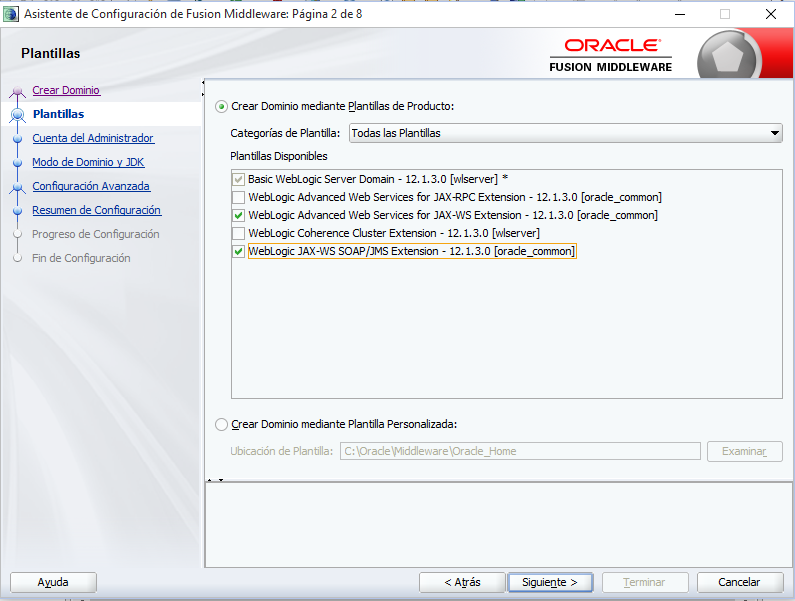 Asistente de Configuración de Fusion Middleware: Página 2 de 8
Plantillas
ORACLE
FUSION MIDDLEWARE
Crear Dominio
Plantillas
Cuenta del Administrador
Modo de Dominio y JDK
Configuración Avanzada
Resumen de Configuración
Progreso de Configuración
Fin de Configuración
Crear Dominio mediante Plantillas de Producto:
Categorías de Plantilla: Todas las Plantillas
Plantillas Disponibles
Basic WebLogic Server Domain - 12.1.3.0 [wlserver] *
WebLogic Advanced Web Services for JAX-RPC Extension - 12.1.3.0 [oracle_common]
WebLogic Advanced Web Services for JAX-WS Extension - 12.1.3.0 [oracle_common]
WebLogic Coherence Cluster Extension - 12.1.3.0 [wlserver]
WebLogic JAX-WS SOAP/JMS Extension - 12.1.3.0 [oracle_common]
Crear Dominio mediante Plantilla Personalizada:
Ubicación de Plantilla: C:\Oracle\Middleware\Oracle_Home Examinar
Ayuda < Atrás Siguiente > Terminar Cancelar